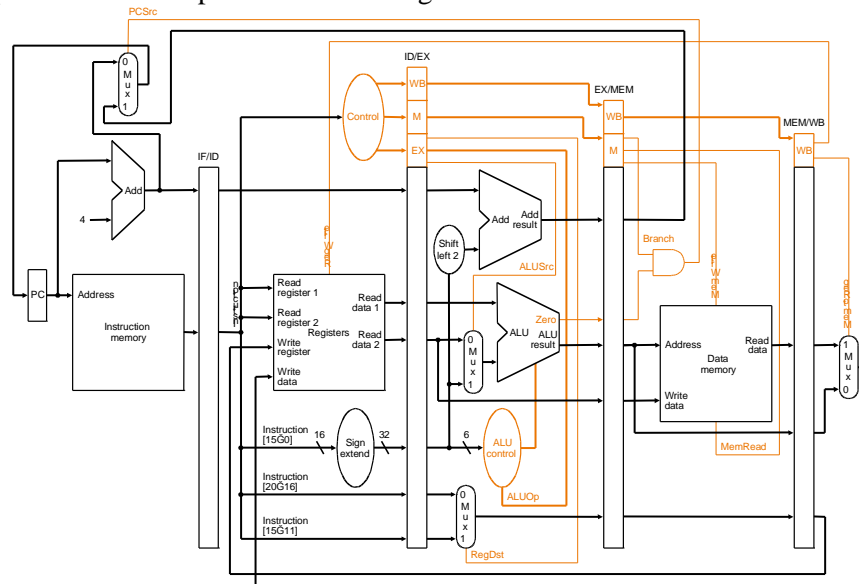 PCSrc
0
M
u
x
1
ID/EX
WB
Control
M
EX
EX/MEM
WB
M
MEM/WB
WB
IF/ID
Add
4
Add
Add
result
Shift
left 2
Branch
ALUSrc
PC
Address
Instruction
memory
Read
register 1
Read
register 2
Write
register
Write
data
Registers
Read
data 1
Read
data 2
0
M
u
x
1
Zero
ALU
ALU
result
Address
Data
memory
Read
data
Write
data
1
M
u
x
0
MemRead
Instruction
[15G0]
16
Sign
extend
32
6
ALU
control
Instruction
[20G16]
ALUOp
0
M
u
x
1
Instruction
[15G11]
RegDst